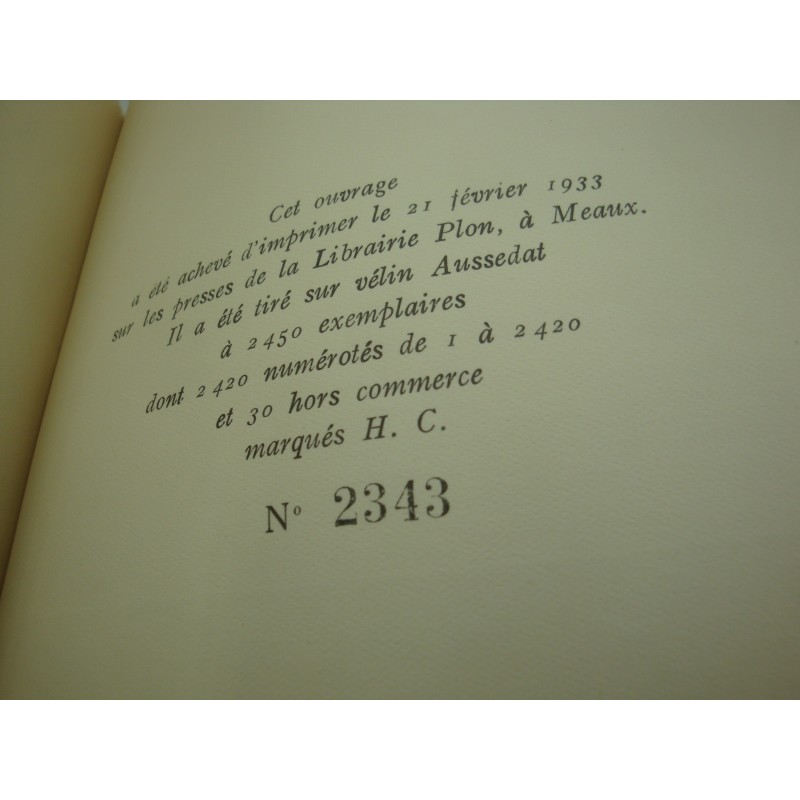 Cet ouvrage
a été achevé d'imprimer le 21 février 1933
sur les presses de la Librairie Plon, à Meaux.
Il a été tiré sur vélin Aussedat
à 2450 exemplaires
dont 2420 numérotés de 1 à 2420
et 30 hors commerce
marqués H. C.
N° 2343